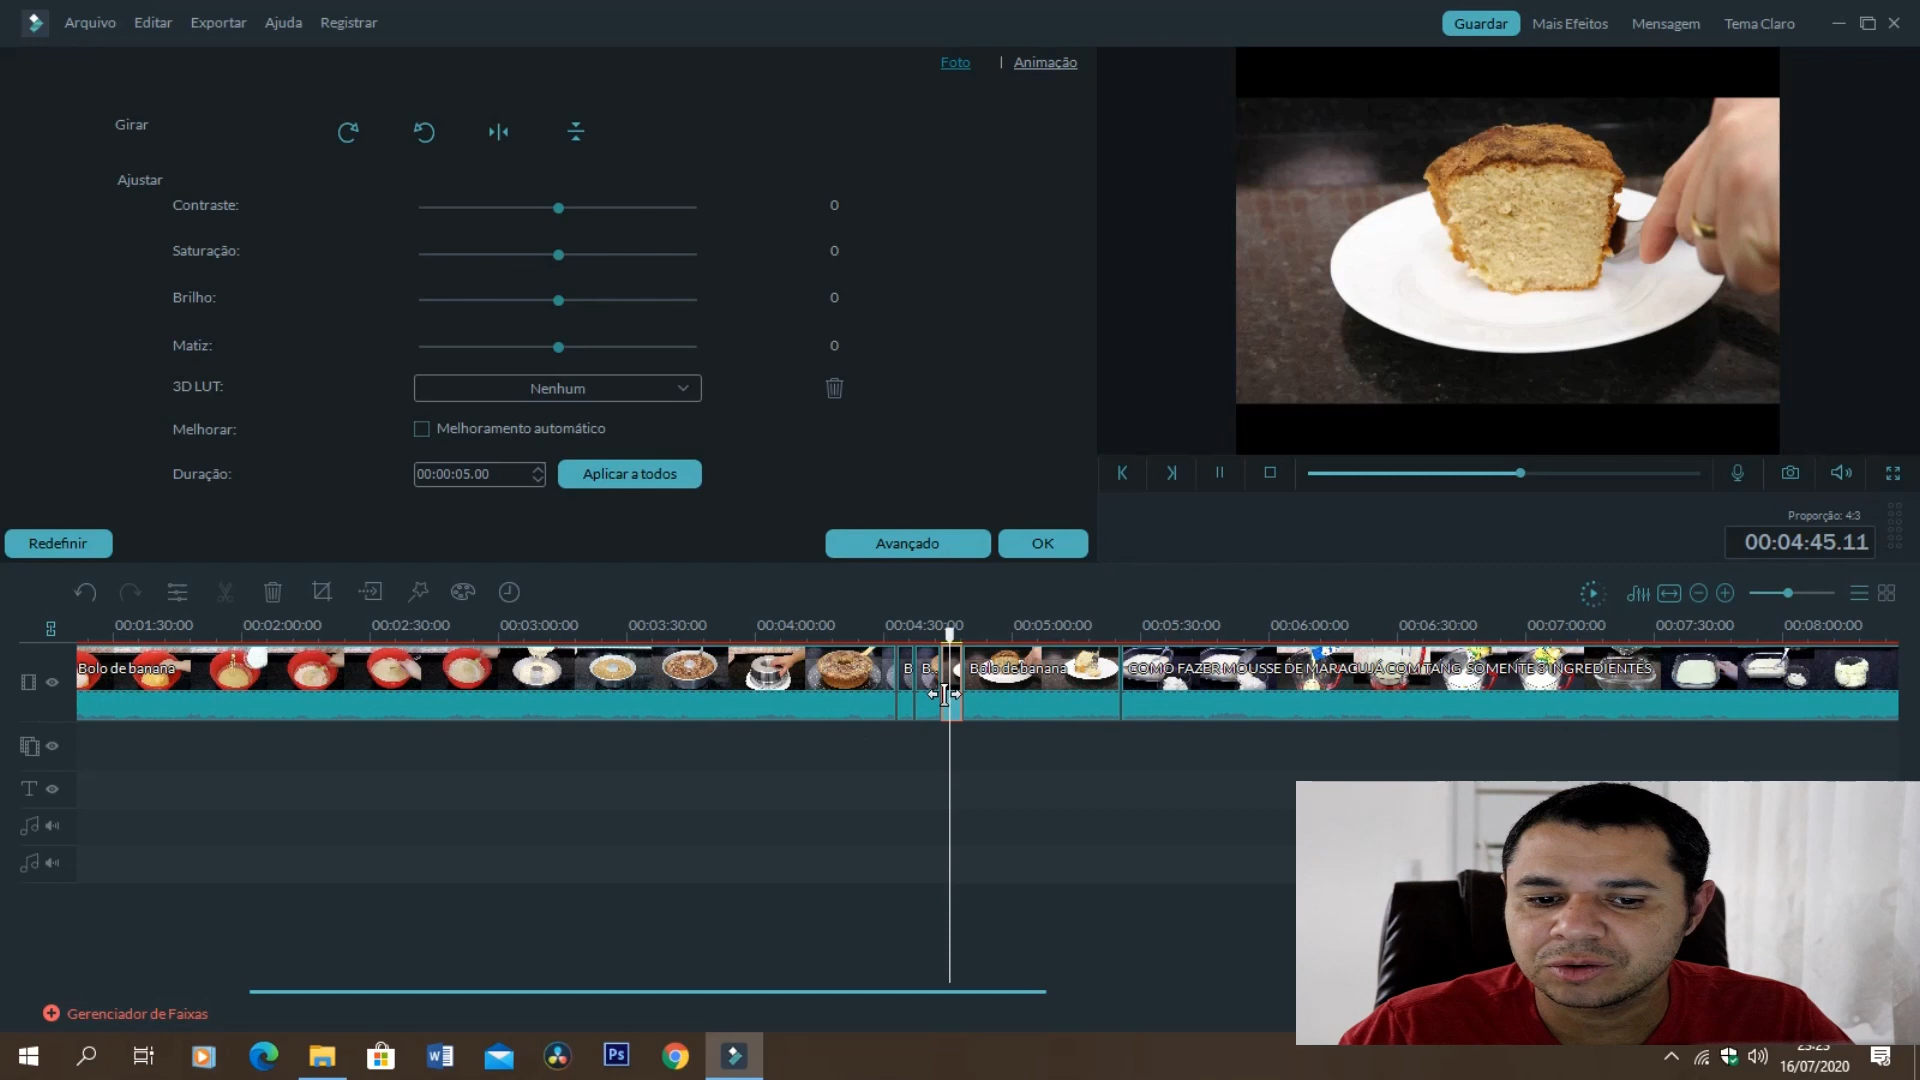 Arquivo Editar Exportar Ajuda Registrar Guardar Mais Efeitos Mensagem Tema Claro
Foto | Animação
Girar
Ajustar
Contraste: 0
Saturação: 0
Brilho: 0
Matiz: 0
3D LUT: Nenhum
Melhorar: Melhoramento automático
Duração: 00:00:05.00 Aplicar a todos
Proporção: 4:3
00:04:45.11
Redefinir Avançado OK
00:01:30:00 00:02:00:00 00:02:30:00 00:03:00:00 00:03:30:00 00:04:00:00 00:04:30:00 00:05:00:00 00:05:30:00 00:06:00:00 00:06:30:00 00:07:00:00 00:07:30:00 00:08:00:00
Bolo de banana B B... Bolo de banana COMO FAZER MOUSSE DE MARACUJÁ COM TANG SOMENTE 3 INGREDIENTES
T
Gerenciador de Faixas
W Ps
16/07/2020